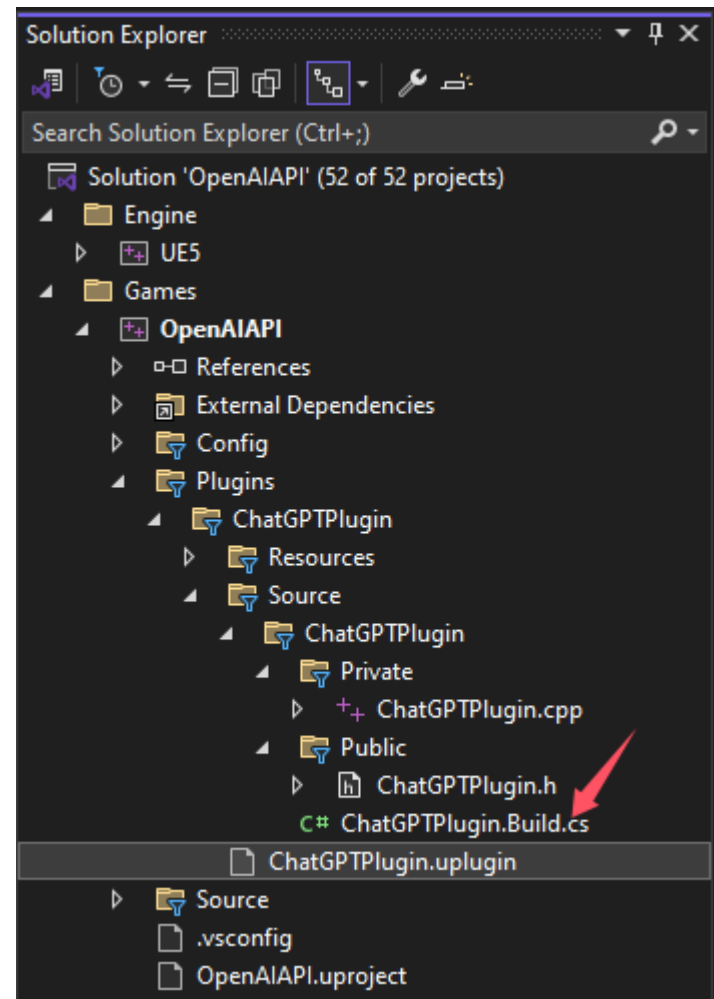 Solution Explorer
Search Solution Explorer (Ctrl+;)
Solution 'OpenAIAPI' (52 of 52 projects)
Engine
UE5
Games
OpenAIAPI
References
External Dependencies
Config
Plugins
ChatGPTPlugin
Resources
Source
ChatGPTPlugin
Private
++ ChatGPTPlugin.cpp
Public
h ChatGPTPlugin.h
C# ChatGPTPlugin.Build.cs
ChatGPTPlugin.uplugin
Source
.vsconfig
OpenAIAPI.uproject